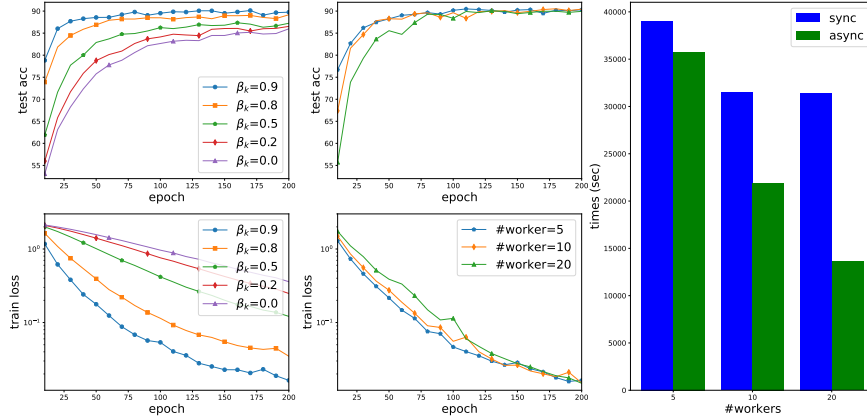 90
85
80
75
70
65
60
55
test acc
25 50 75 100 125 150 175 200
epoch
β_k=0.9
β_k=0.8
β_k=0.5
β_k=0.2
β_k=0.0
90
85
80
75
70
65
60
55
test acc
25 50 75 100 125 150 175 200
epoch
10^0
10^−1
train loss
25 50 75 100 125 150 175 200
epoch
β_k=0.9
β_k=0.8
β_k=0.5
β_k=0.2
β_k=0.0
10^0
10^−1
train loss
25 50 75 100 125 150 175 200
epoch
#worker=5
#worker=10
#worker=20
40000
35000
30000
25000
20000
15000
10000
5000
0
times (sec)
5 10 20
#workers
sync
async